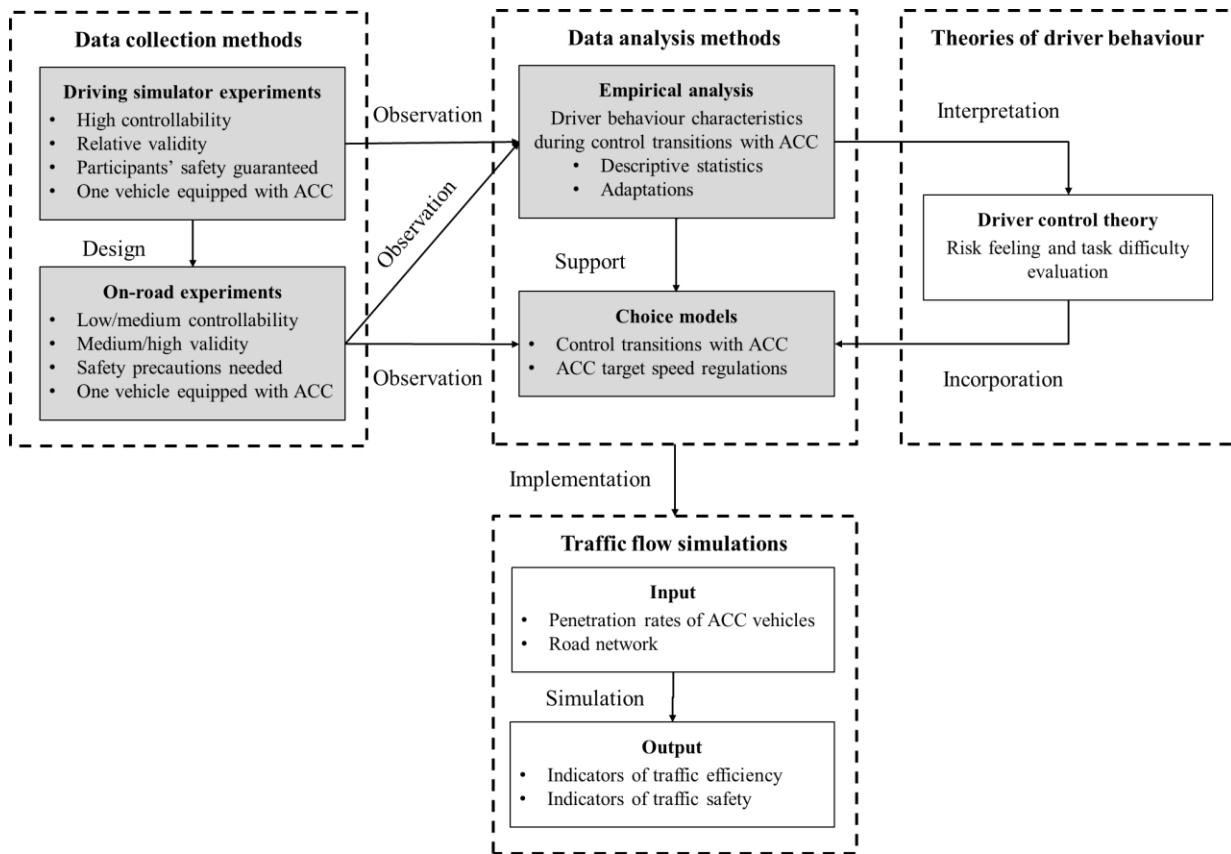 Data collection methods
Driving simulator experiments
• High controllability
• Relative validity
• Participants' safety guaranteed
• One vehicle equipped with ACC
Design
On-road experiments
• Low/medium controllability
• Medium/high validity
• Safety precautions needed
• One vehicle equipped with ACC
Observation
Observation
Observation
Data analysis methods
Empirical analysis
Driver behaviour characteristics
during control transitions with ACC
• Descriptive statistics
• Adaptations
Support
Choice models
• Control transitions with ACC
• ACC target speed regulations
Theories of driver behaviour
Interpretation
Driver control theory
Risk feeling and task difficulty
evaluation
Incorporation
Implementation
Traffic flow simulations
Input
• Penetration rates of ACC vehicles
• Road network
Simulation
Output
• Indicators of traffic efficiency
• Indicators of traffic safety